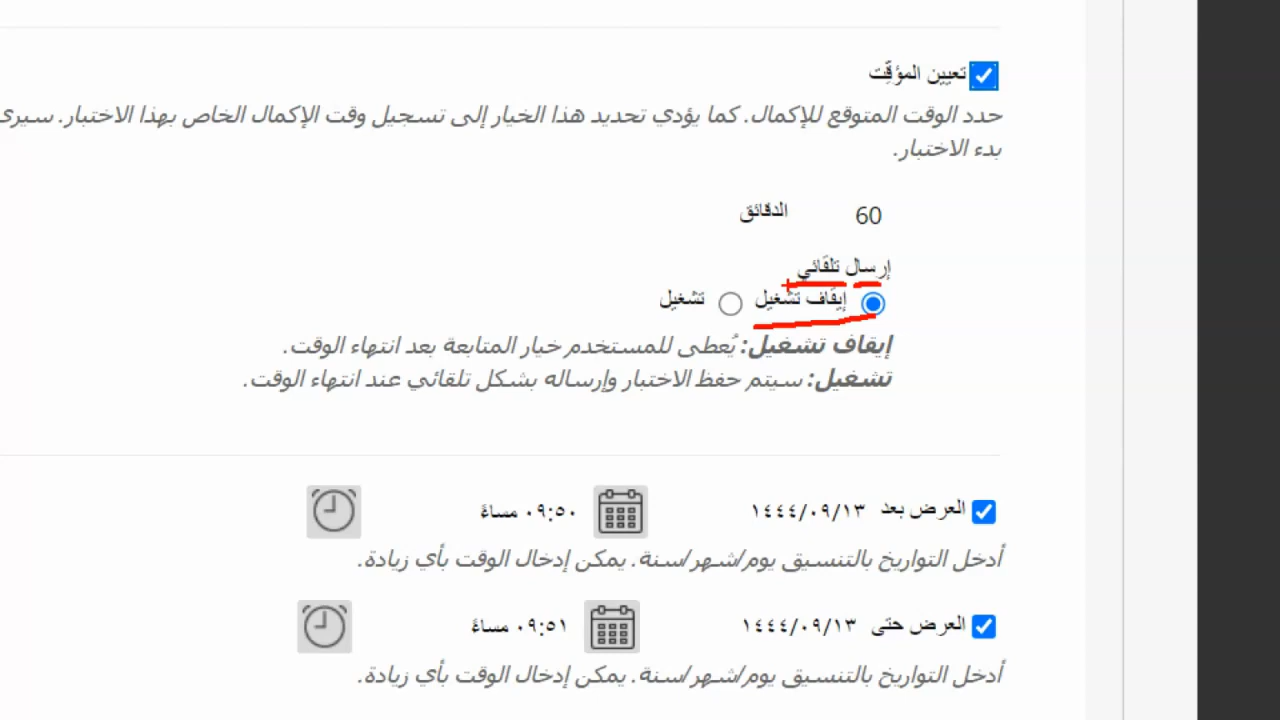 تعيين المؤقّت
حدد الوقت المتوقع للإكمال. كما يؤدي تحديد هذا الخيار إلى تسجيل وقت الإكمال الخاص بهذا الاختبار. سيرى
بدء الاختبار.
60 الدقائق
إرسال تلقائي
إيقاف تشغيل تشغيل
إيقاف تشغيل: يُعطى للمستخدم خيار المتابعة بعد انتهاء الوقت.
تشغيل: سيتم حفظ الاختبار وإرساله بشكل تلقائي عند انتهاء الوقت.
العرض بعد ١٤٤٤/٠٩/١٣ ٠٩:٥٠ مساءً
أدخل التواريخ بالتنسيق يوم/شهر/سنة. يمكن إدخال الوقت بأي زيادة.
العرض حتى ١٤٤٤/٠٩/١٣ ٠٩:٥١ مساءً
أدخل التواريخ بالتنسيق يوم/شهر/سنة. يمكن إدخال الوقت بأي زيادة.